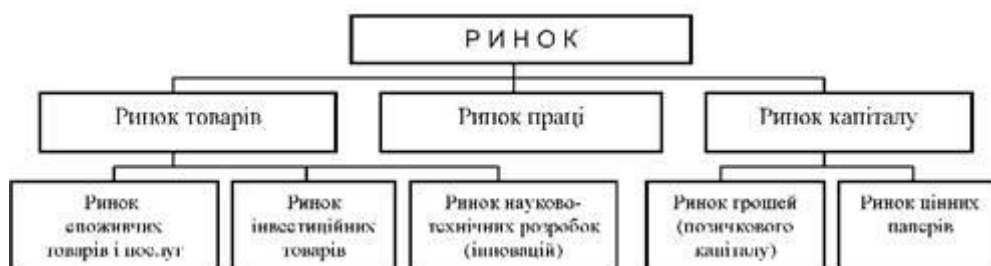 РИНОК
Ринок товарів
Ринок праці
Ринок капіталу
Ринок
споживчих
товарів і послуг
Ринок
інвестиційних
товарів
Ринок науково-
технічних розробок
(інновацій)
Ринок грошей
(позичкового
капіталу)
Ринок цінних
паперів